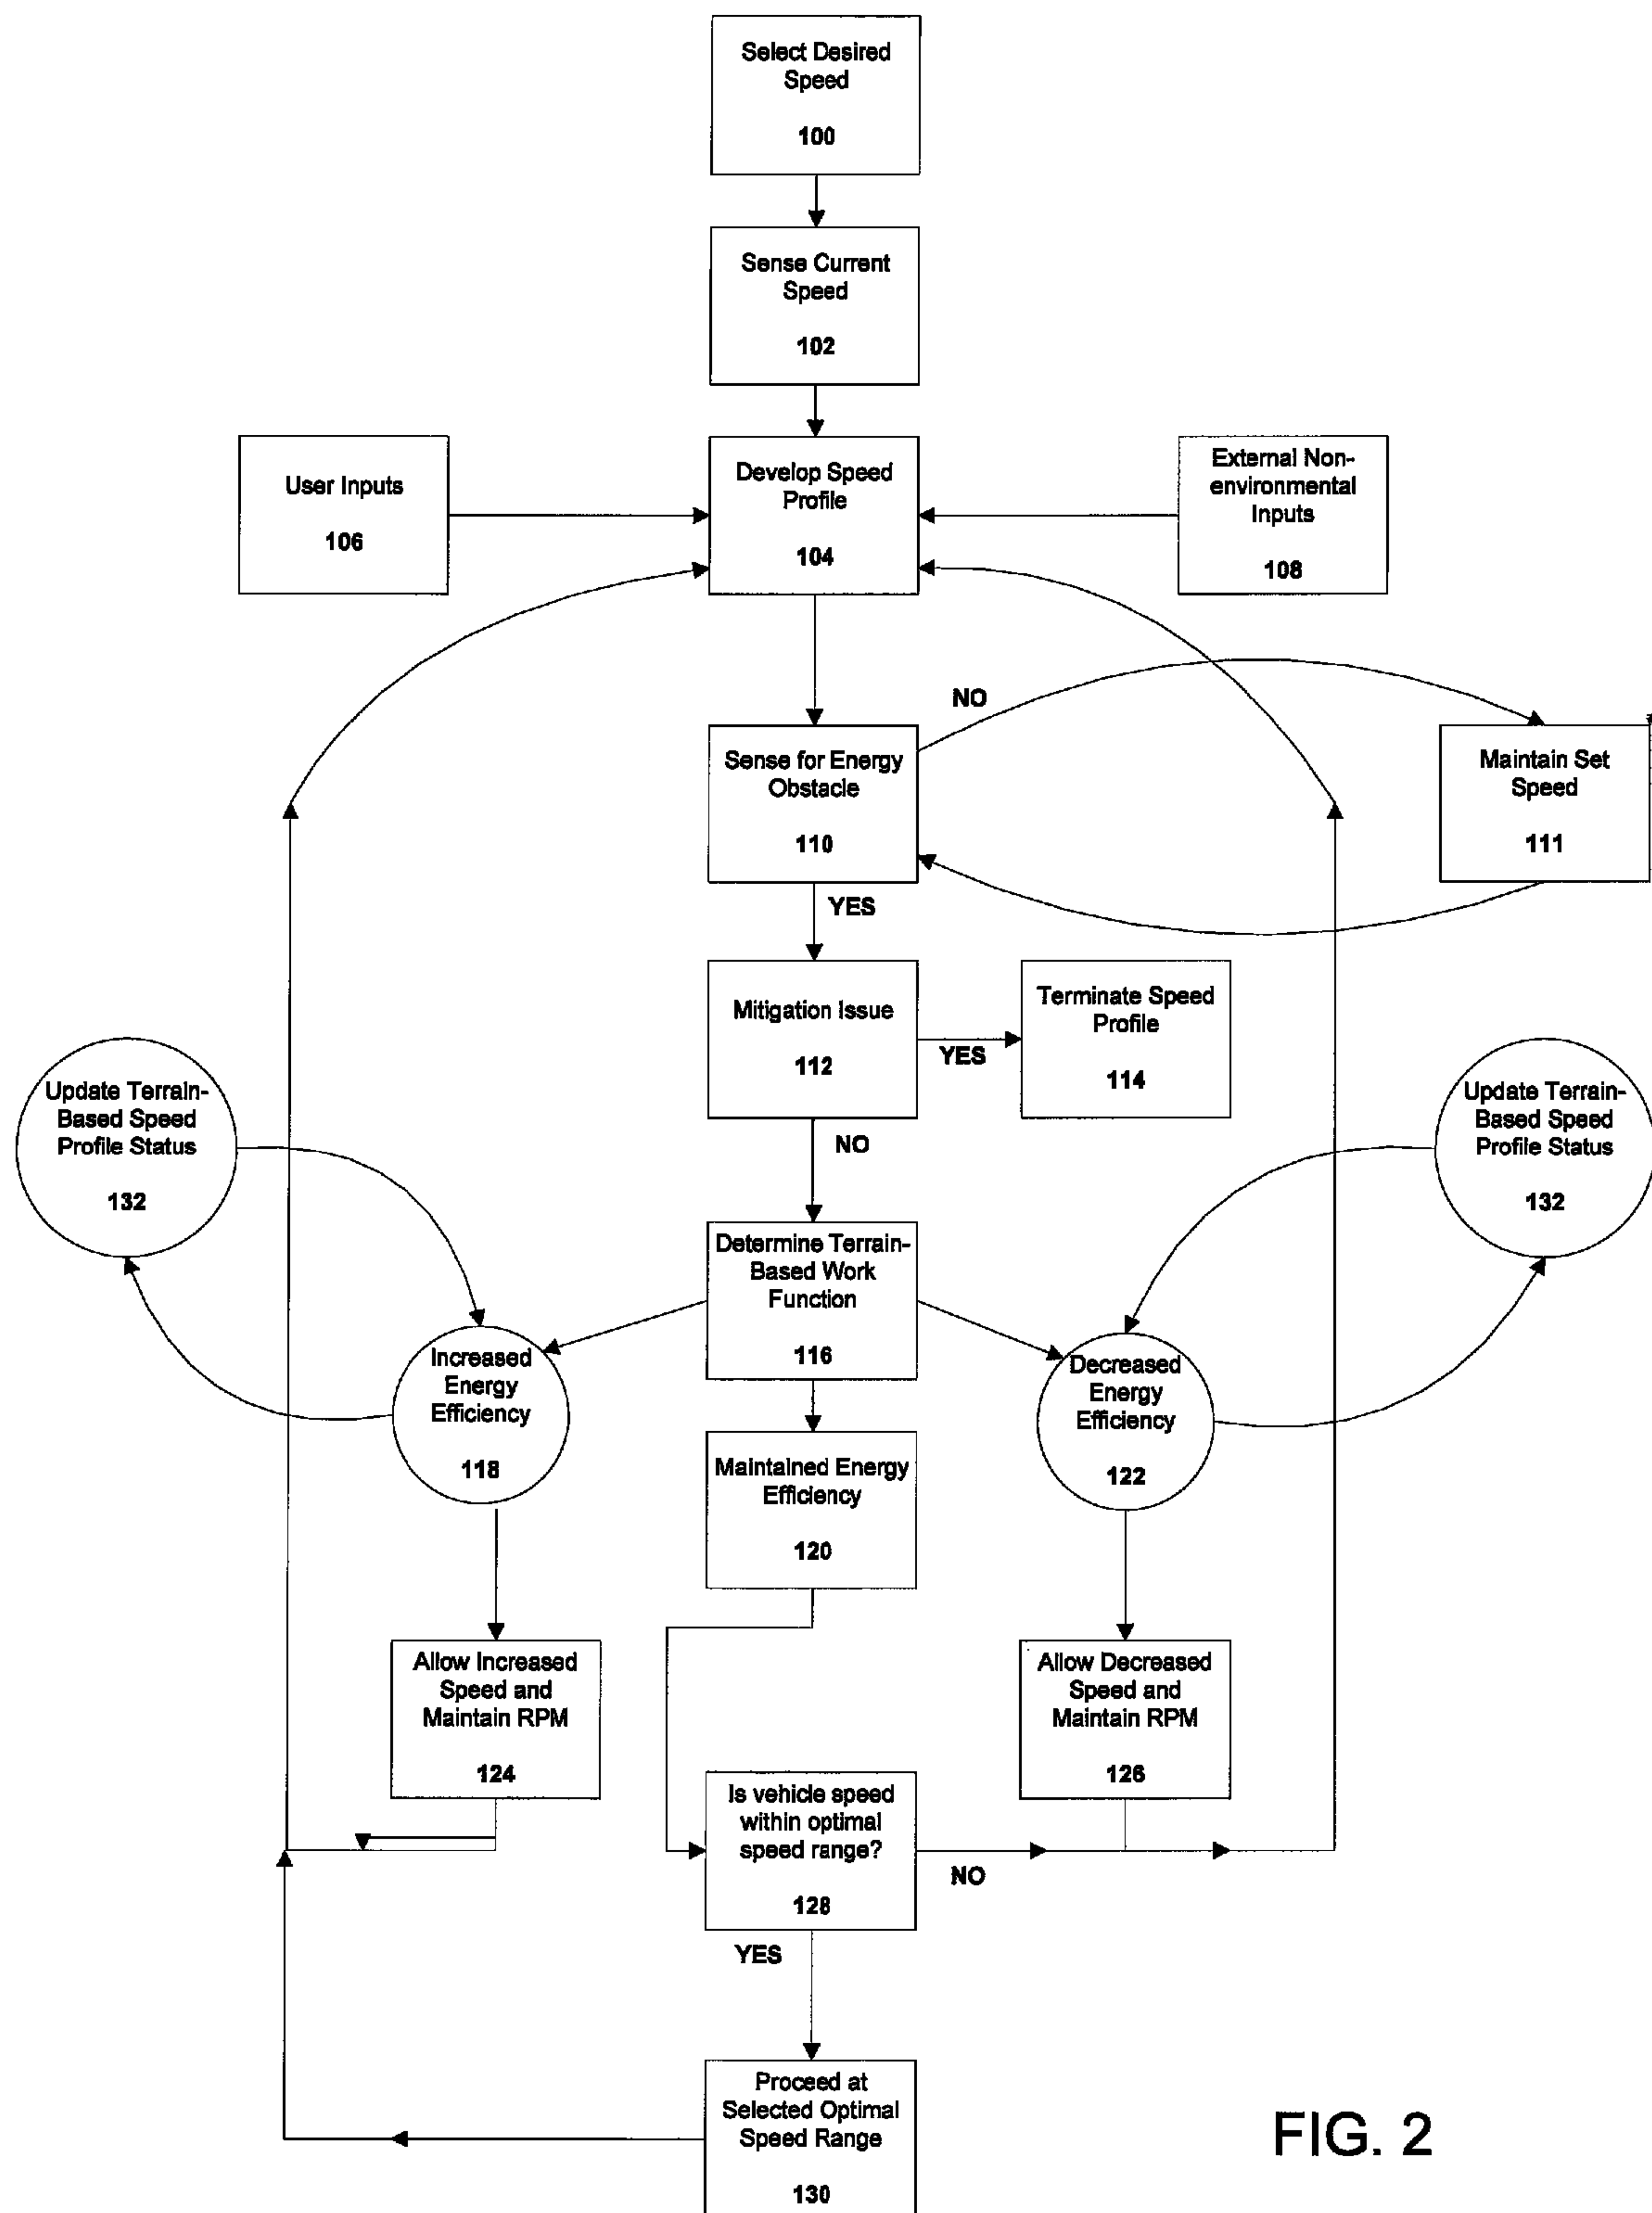 Select Desired
Speed
100
Sense Current
Speed
102
User Inputs
106
Develop Speed
Profile
104
External Non-
environmental
Inputs
108
NO
Sense for Energy
Obstacle
110
Maintain Set
Speed
111
YES
Mitigation Issue
112
YES
Terminate Speed
Profile
114
Update Terrain-
Based Speed
Profile Status
132
Update Terrain-
Based Speed
Profile Status
132
NO
Determine Terrain-
Based Work
Function
116
Increased
Energy
Efficiency
118
Decreased
Energy
Efficiency
122
Maintained Energy
Efficiency
120
Allow Increased
Speed and
Maintain RPM
124
Allow Decreased
Speed and
Maintain RPM
126
Is vehicle speed
within optimal
speed range?
128
NO
YES
Proceed at
Selected Optimal
Speed Range
130
FIG. 2